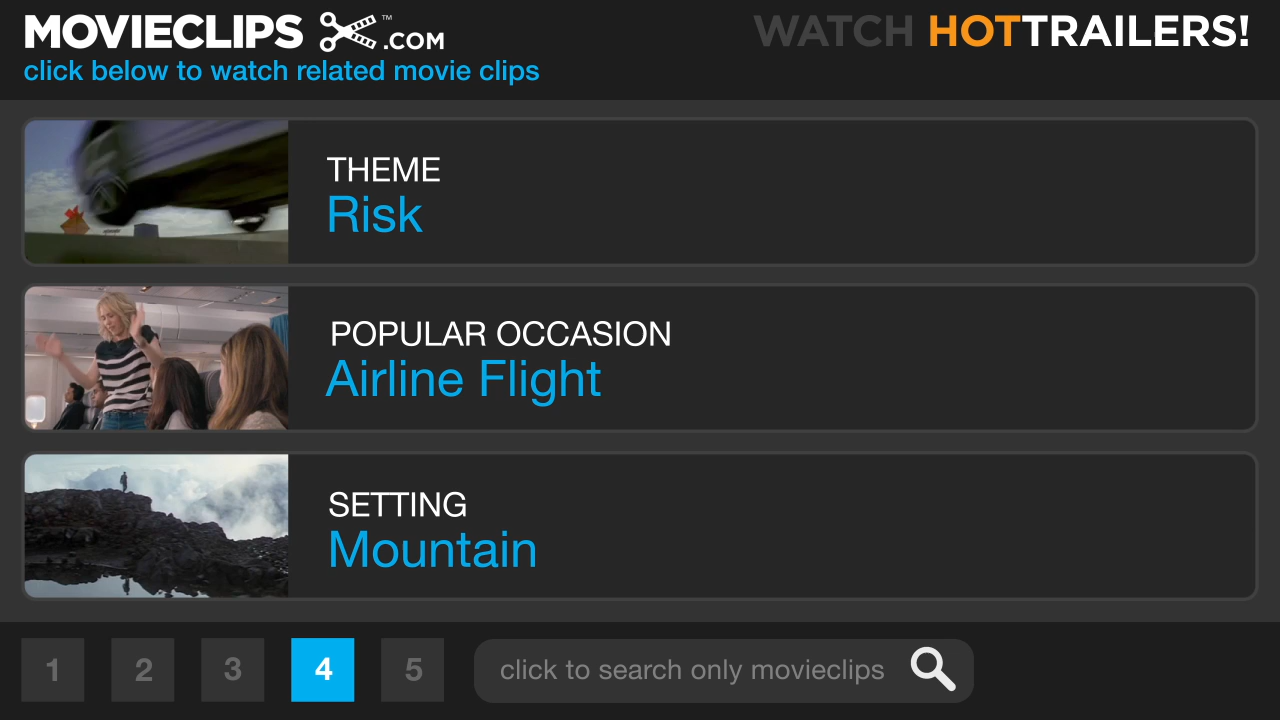 MOVIECLIPS ™ .COM
WATCH HOTTRAILERS!
click below to watch related movie clips
THEME
Risk
POPULAR OCCASION
Airline Flight
SETTING
Mountain
1 2 3 4 5 click to search only movieclips